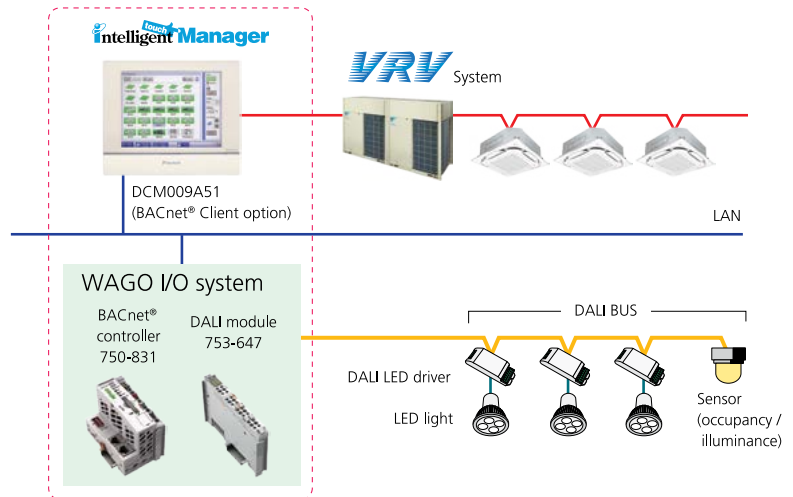 touch
intelligent Manager
VRV System
DAIKIN
DCM009A51
(BACnet® Client option)
LAN
WAGO I/O system
BACnet®
controller
750-831
DALI module
753-647
DALI BUS
DALI LED driver
LED light
Sensor
(occupancy /
illuminance)